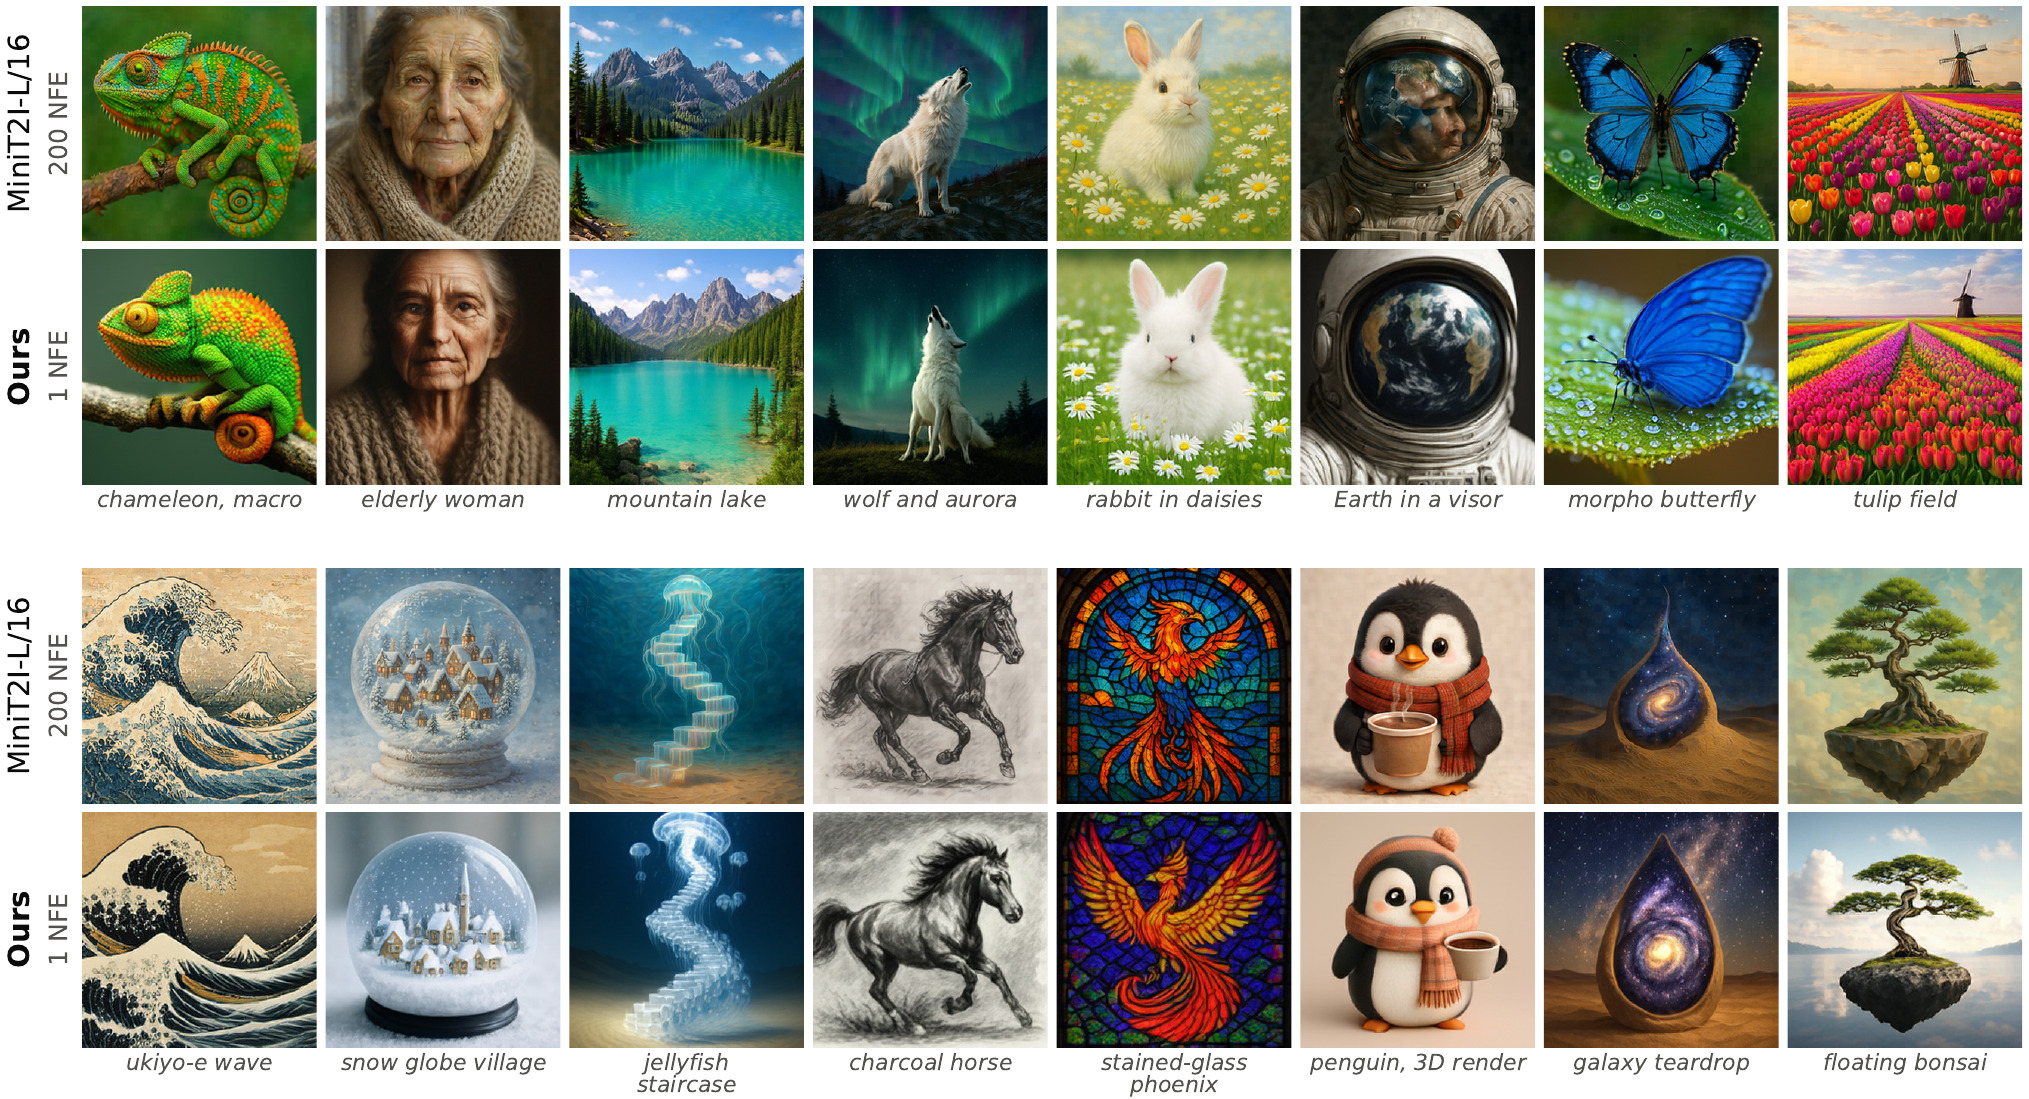 MiniT2I-L/16
200 NFE
Ours
1 NFE
chameleon, macro
elderly woman
mountain lake
wolf and aurora
rabbit in daisies
Earth in a visor
morpho butterfly
tulip field
MiniT2I-L/16
200 NFE
Ours
1 NFE
ukiyo-e wave
snow globe village
jellyfish
staircase
charcoal horse
stained-glass
phoenix
penguin, 3D render
galaxy teardrop
floating bonsai